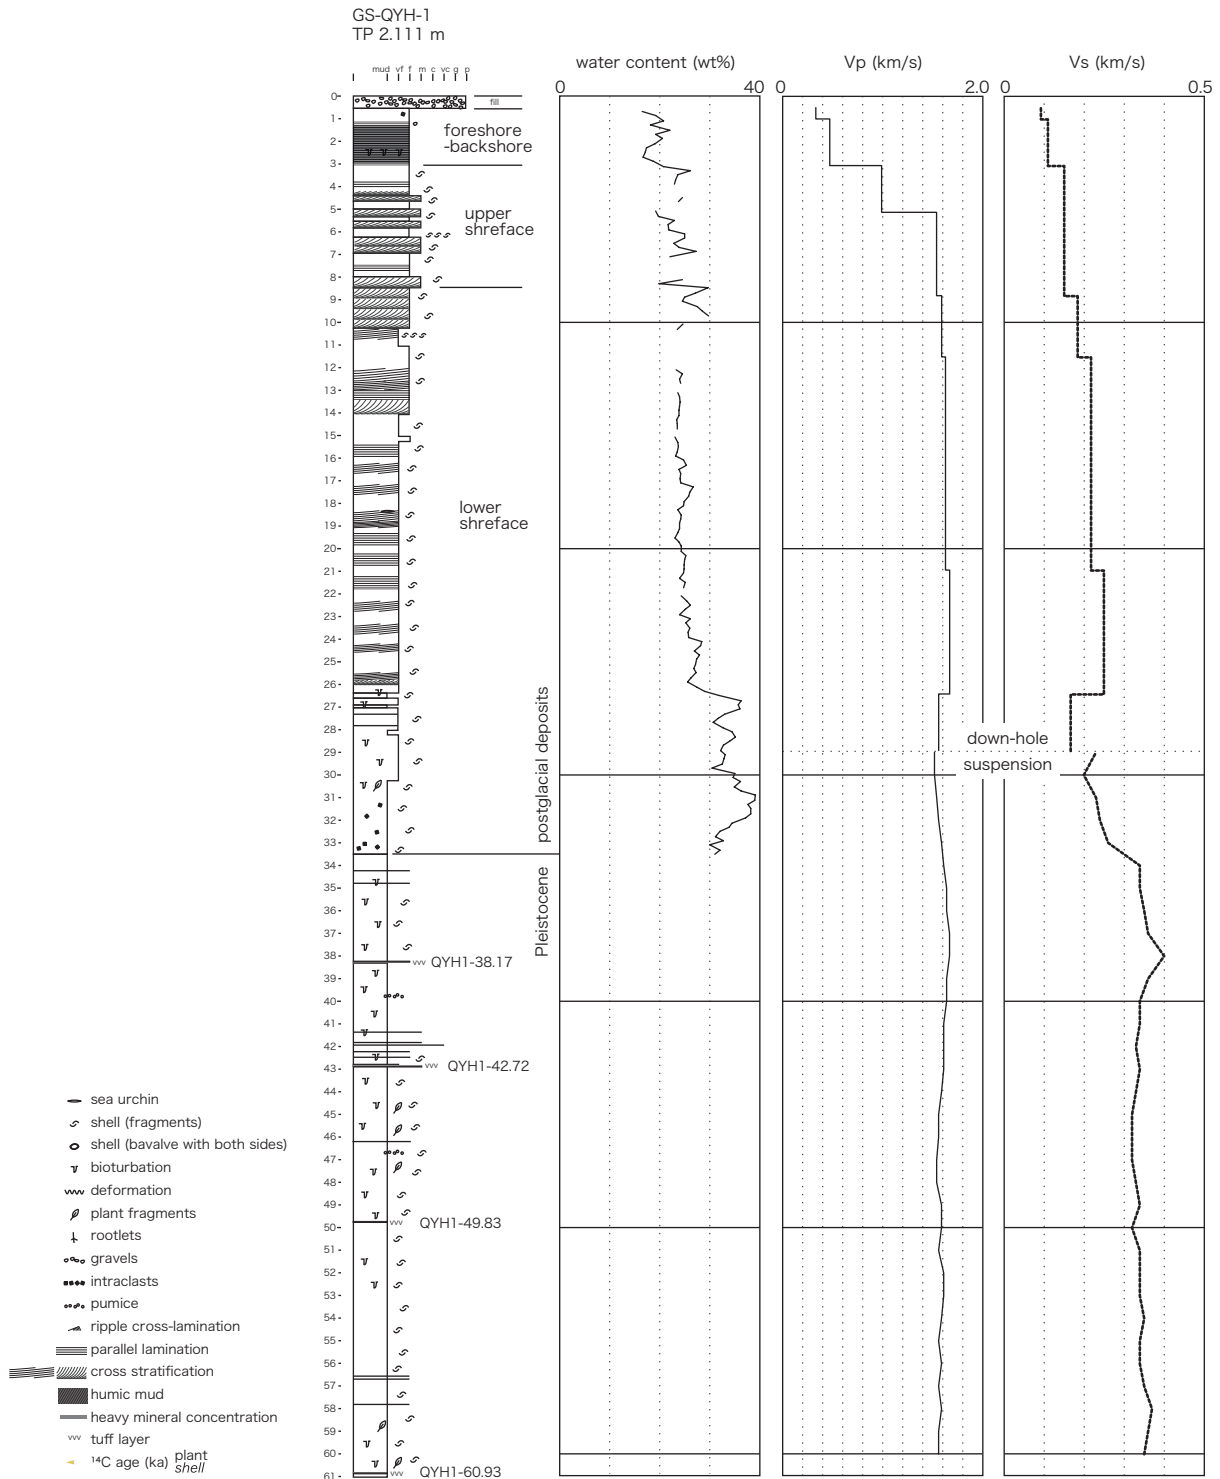 GS-QYH-1
TP 2.111 m
mud vf f m c vc g p
water content (wt%)
0 40
Vp (km/s)
0 2.0
Vs (km/s)
0 0.5
0
1
2
3
4
5
6
7
8
9
10
11
12
13
14
15
16
17
18
19
20
21
22
23
24
25
26
27
28
29
30
31
32
33
34
35
36
37
38
39
40
41
42
43
44
45
46
47
48
49
50
51
52
53
54
55
56
57
58
59
60
61
fill
foreshore
-backshore
upper
shreface
lower
shreface
postglacial deposits
Pleistocene
down-hole
suspension
QYH1-38.17
QYH1-42.72
QYH1-49.83
QYH1-60.93
sea urchin
shell (fragments)
shell (bavalve with both sides)
bioturbation
deformation
plant fragments
rootlets
gravels
intraclasts
pumice
ripple cross-lamination
parallel lamination
cross stratification
humic mud
heavy mineral concentration
tuff layer
¹⁴C age (ka) plant
shell